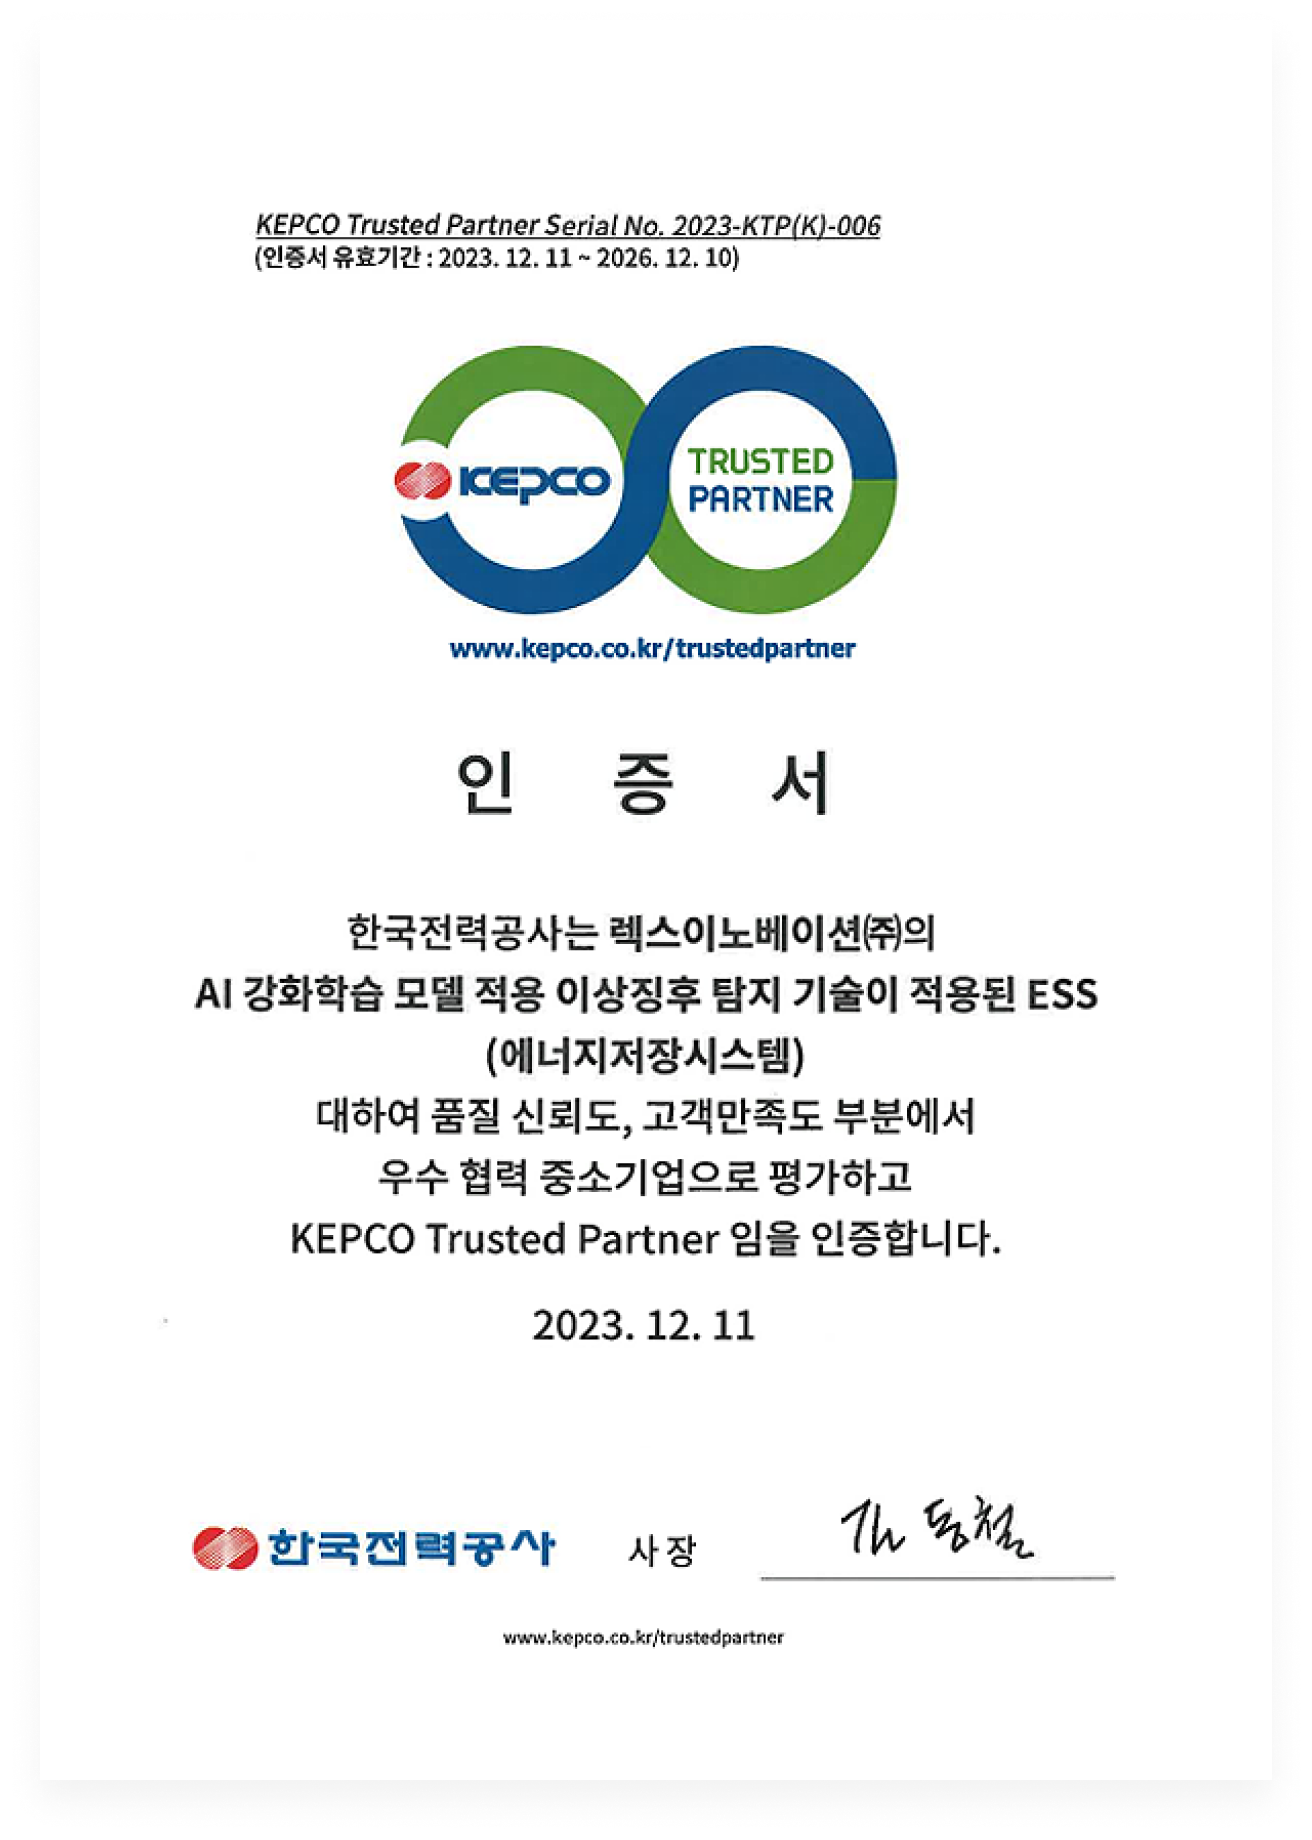 KEPCO Trusted Partner Serial No. 2023-KTP(K)-006
(인증서 유효기간 : 2023. 12. 11 ~ 2026. 12. 10)
KEPCO
TRUSTED
PARTNER
www.kepco.co.kr/trustedpartner
인 증 서
한국전력공사는 렉스이노베이션㈜의
AI 강화학습 모델 적용 이상징후 탐지 기술이 적용된 ESS
(에너지저장시스템)
대하여 품질 신뢰도, 고객만족도 부분에서
우수 협력 중소기업으로 평가하고
KEPCO Trusted Partner 임을 인증합니다.
2023. 12. 11
한국전력공사 사 장 김동철
www.kepco.co.kr/trustedpartner